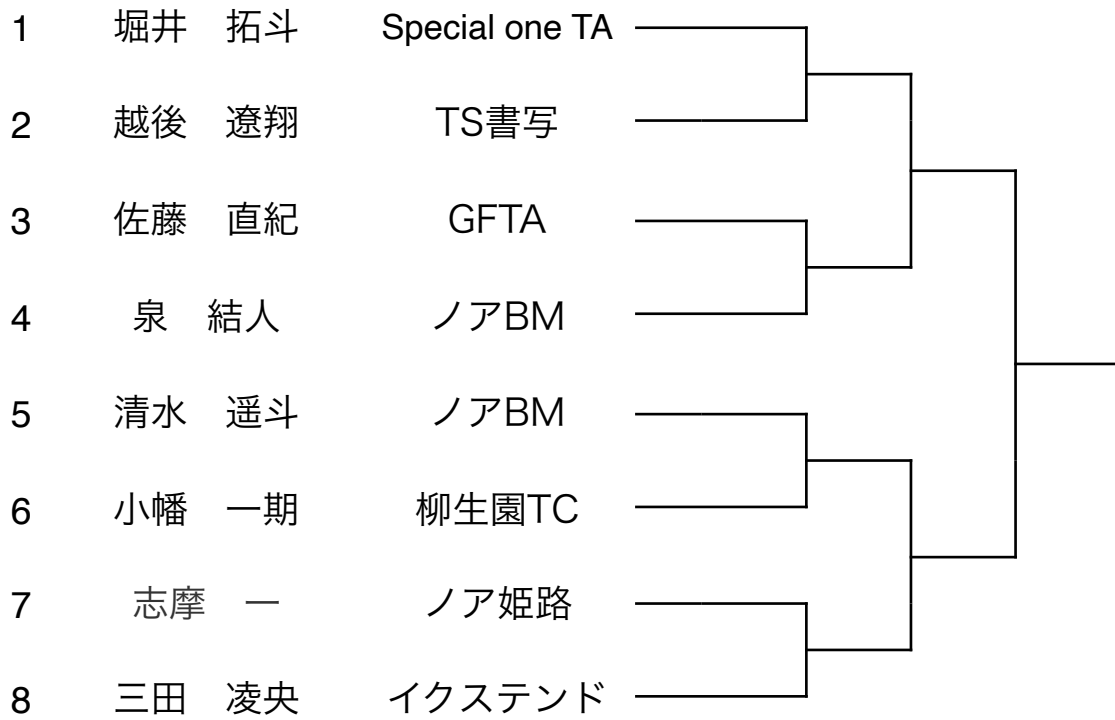 1 堀井　拓斗 Special one TA
2 越後　遼翔 TS書写
3 佐藤　直紀 GFTA
4 泉　結人 ノアBM
5 清水　遥斗 ノアBM
6 小幡　一期 柳生園TC
7 志摩　一 ノア姫路
8 三田　凌央 イクステンド